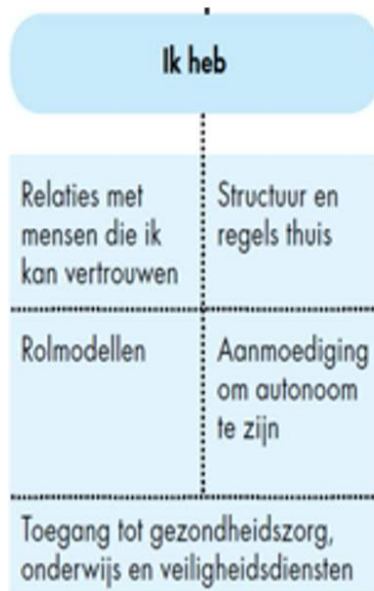 Ik heb
Relaties met
mensen die ik
kan vertrouwen
Structuur en
regels thuis
Rolmodellen
Aanmoediging
om autonoom
te zijn
Toegang tot gezondheidszorg,
onderwijs en veiligheidsdiensten